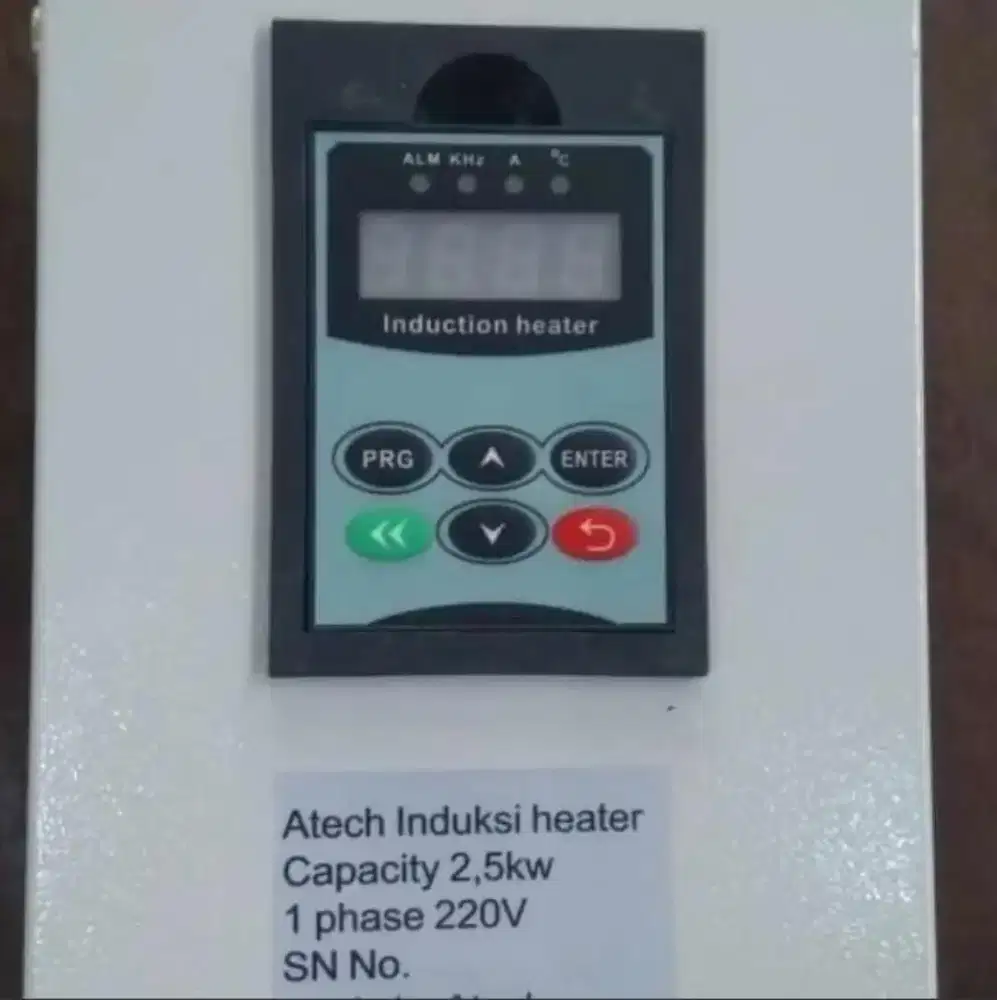 ALM KHz A °C
Induction heater
PRG ENTER
Atech Induksi heater
Capacity 2,5kw
1 phase 220V
SN No.